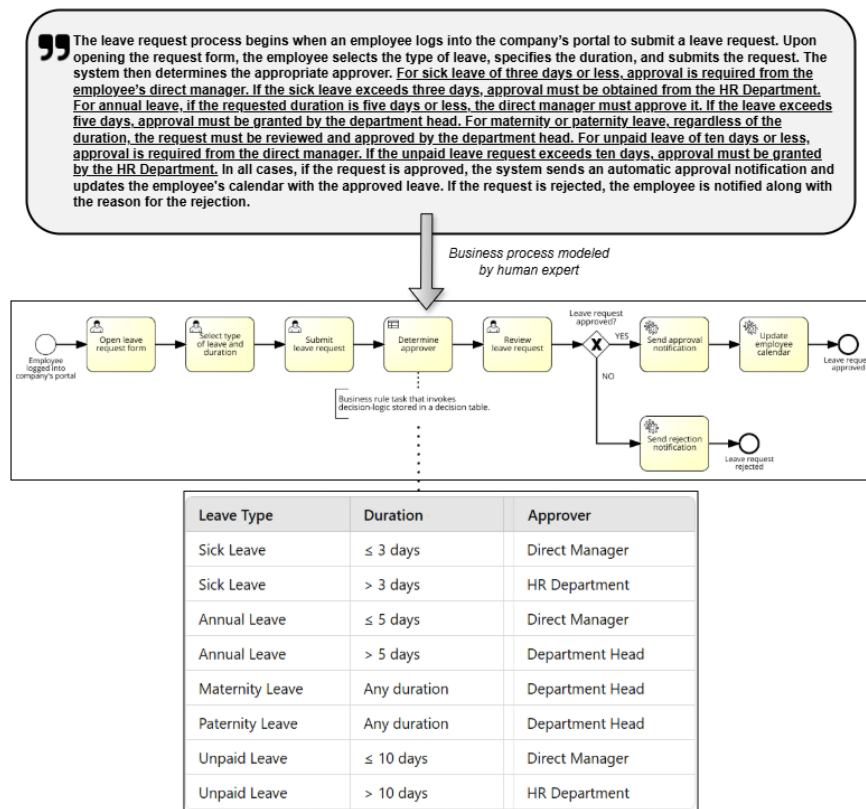 The leave request process begins when an employee logs into the company's portal to submit a leave request. Upon
opening the request form, the employee selects the type of leave, specifies the duration, and submits the request. The
system then determines the appropriate approver. For sick leave of three days or less, approval is required from the
employee's direct manager. If the sick leave exceeds three days, approval must be obtained from the HR Department.
For annual leave, if the requested duration is five days or less, the direct manager must approve it. If the leave exceeds
five days, approval must be granted by the department head. For maternity or paternity leave, regardless of the
duration, the request must be reviewed and approved by the department head. For unpaid leave of ten days or less,
approval is required from the direct manager. If the unpaid leave request exceeds ten days, approval must be granted
by the HR Department. In all cases, if the request is approved, the system sends an automatic approval notification and
updates the employee's calendar with the approved leave. If the request is rejected, the employee is notified along with
the reason for the rejection.
Business process modeled
by human expert
Employee
logged into
company's portal
Open leave
request form
Select type
of leave and
duration
Submit
leave request
Determine
approver
Review
leave request
Leave request
approved?
YES
NO
Send approval
notification
Update
employee
calendar
Leave request
approved
Business rule task that invokes
decision-logic stored in a decision table.
Send rejection
notification
Leave request
rejected
Leave Type Duration Approver
Sick Leave ≤ 3 days Direct Manager
Sick Leave > 3 days HR Department
Annual Leave ≤ 5 days Direct Manager
Annual Leave > 5 days Department Head
Maternity Leave Any duration Department Head
Paternity Leave Any duration Department Head
Unpaid Leave ≤ 10 days Direct Manager
Unpaid Leave > 10 days HR Department